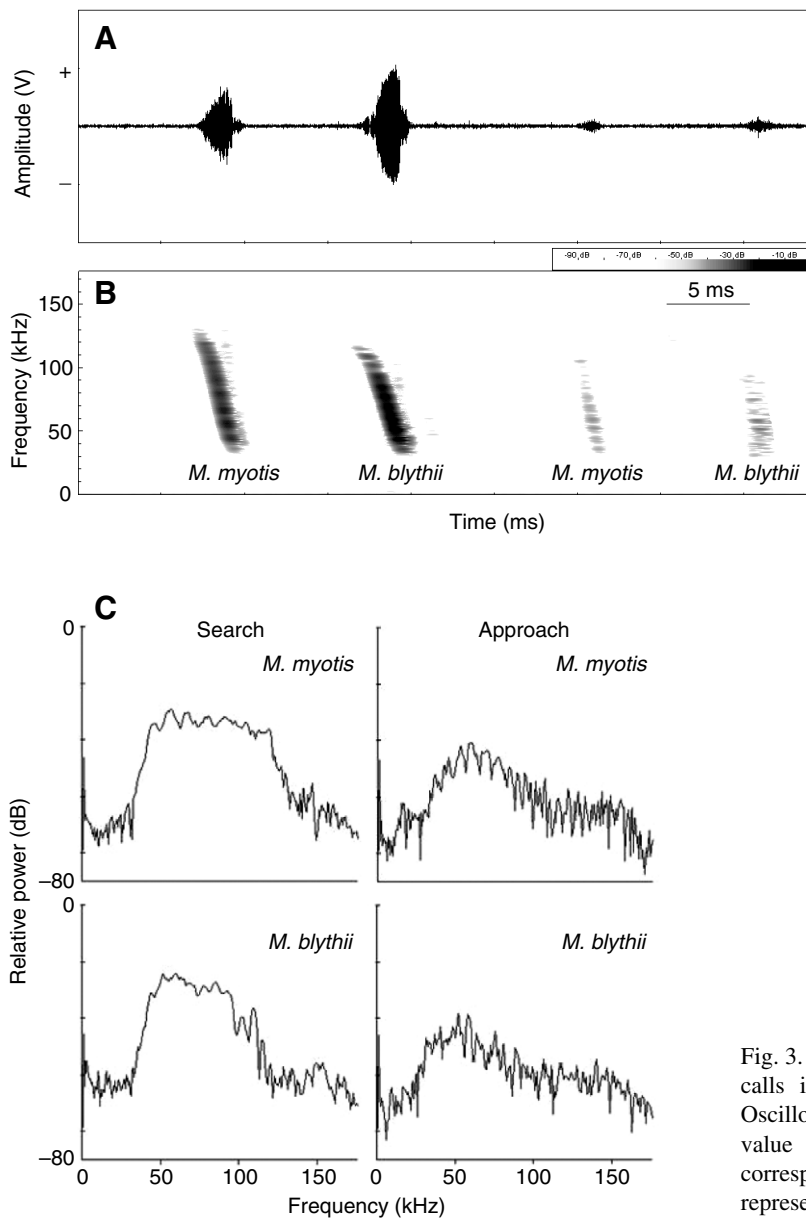 A
Amplitude (V)
+
–
-90 dB -70 dB -50 dB -30 dB -10 dB
B
5 ms
Frequency (kHz)
150
100
50
0
M. myotis M. blythii M. myotis M. blythii
Time (ms)
C
Relative power (dB)
0
Search
M. myotis
Approach
M. myotis
–80
0
M. blythii
M. blythii
–80
0 50 100 150 0 50 100 150
Frequency (kHz)
Fig. 3.
calls i
Oscillo
value
corresp
represe